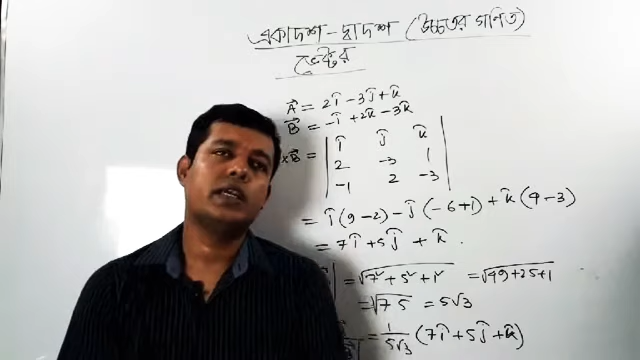 একাদশ - দ্বাদশ (উচ্চতর গণিত)
ভেক্টর
A⃗ = 2î - 3ĵ + k̂
B⃗ = -î + 2k̂ - 3k̂
×B⃗ = | î ĵ k̂ |
2 -3 1
-1 2 -3
= î (9-2) - ĵ (-6+1) + k̂ (4-3)
= 7î + 5ĵ + k̂ .
| = √7² + 5² + 1² = √49+25+1
= √75 = 5√3
= 1/5√3 (7î + 5ĵ + k̂)